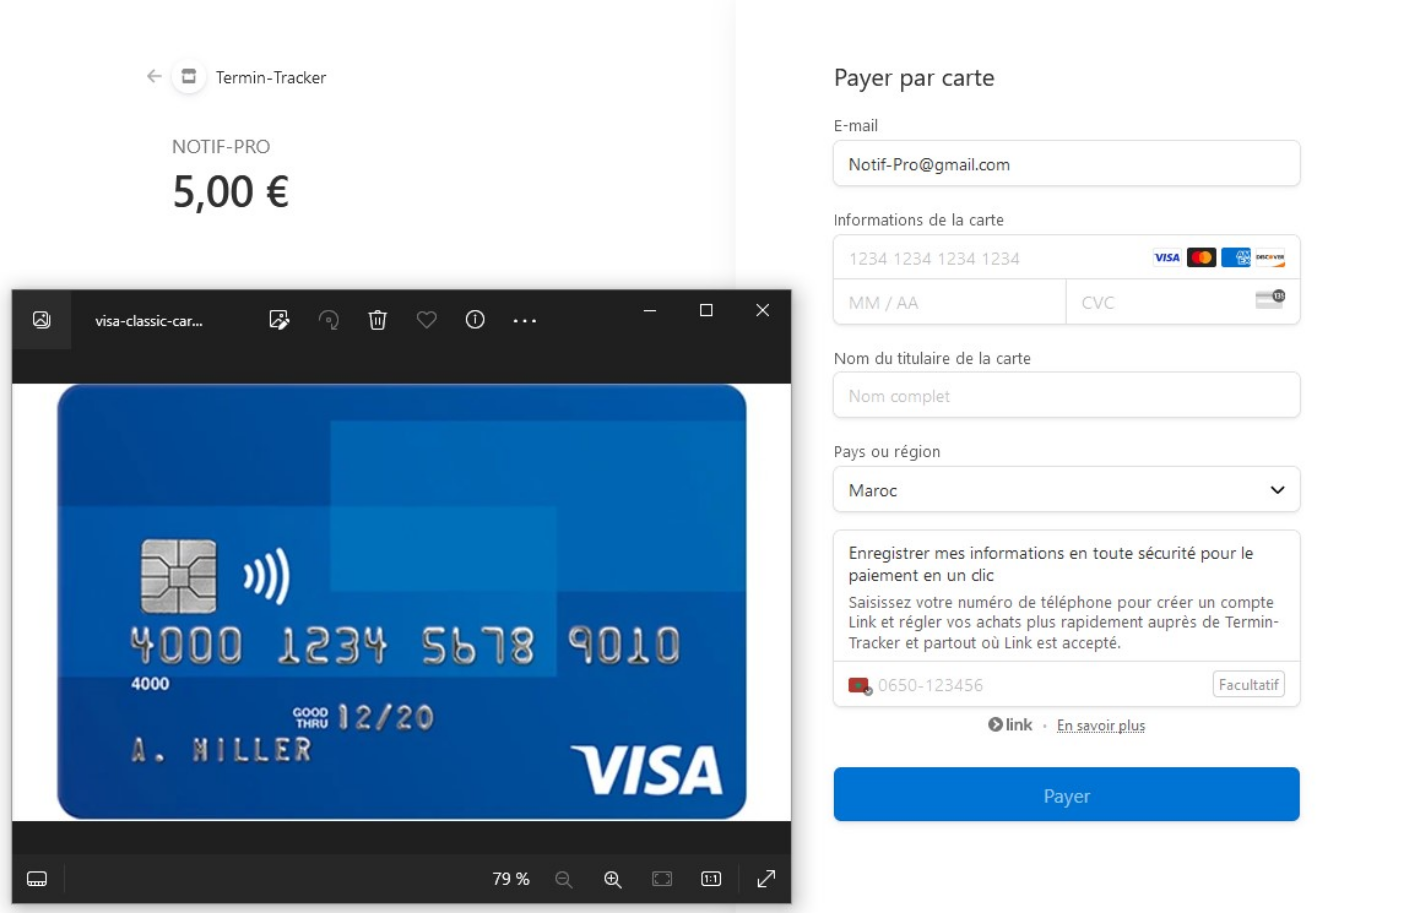 Termin-Tracker
NOTIF-PRO
5,00 €
visa-classic-car...
4000 1234 5678 9010
4000
GOOD THRU 12/20
A. MILLER
VISA
79 %
1:1
Payer par carte
E-mail
Notif-Pro@gmail.com
Informations de la carte
1234 1234 1234 1234 VISA DISCOVER
MM / AA CVC
Nom du titulaire de la carte
Nom complet
Pays ou région
Maroc
Enregistrer mes informations en toute sécurité pour le
paiement en un clic
Saisissez votre numéro de téléphone pour créer un compte
Link et régler vos achats plus rapidement auprès de Termin-
Tracker et partout où Link est accepté.
0650-123456 Facultatif
link · En savoir plus
Payer